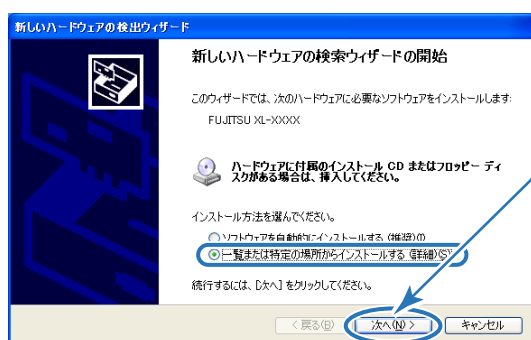 新しいハードウェアの検出ウィザード
新しいハードウェアの検索ウィザードの開始
このウィザードでは、次のハードウェアに必要なソフトウェアをインストールします:
FUJITSU XL-XXXX
ハードウェアに付属のインストール CD またはフロッピー ディ
スクがある場合は、挿入してください。
インストール方法を選んでください。
ソフトウェアを自動的にインストールする (推奨)(I)
一覧または特定の場所からインストールする (詳細)(S)
続行するには、[次へ] をクリックしてください。
< 戻る(B)
次へ(N) >
キャンセル